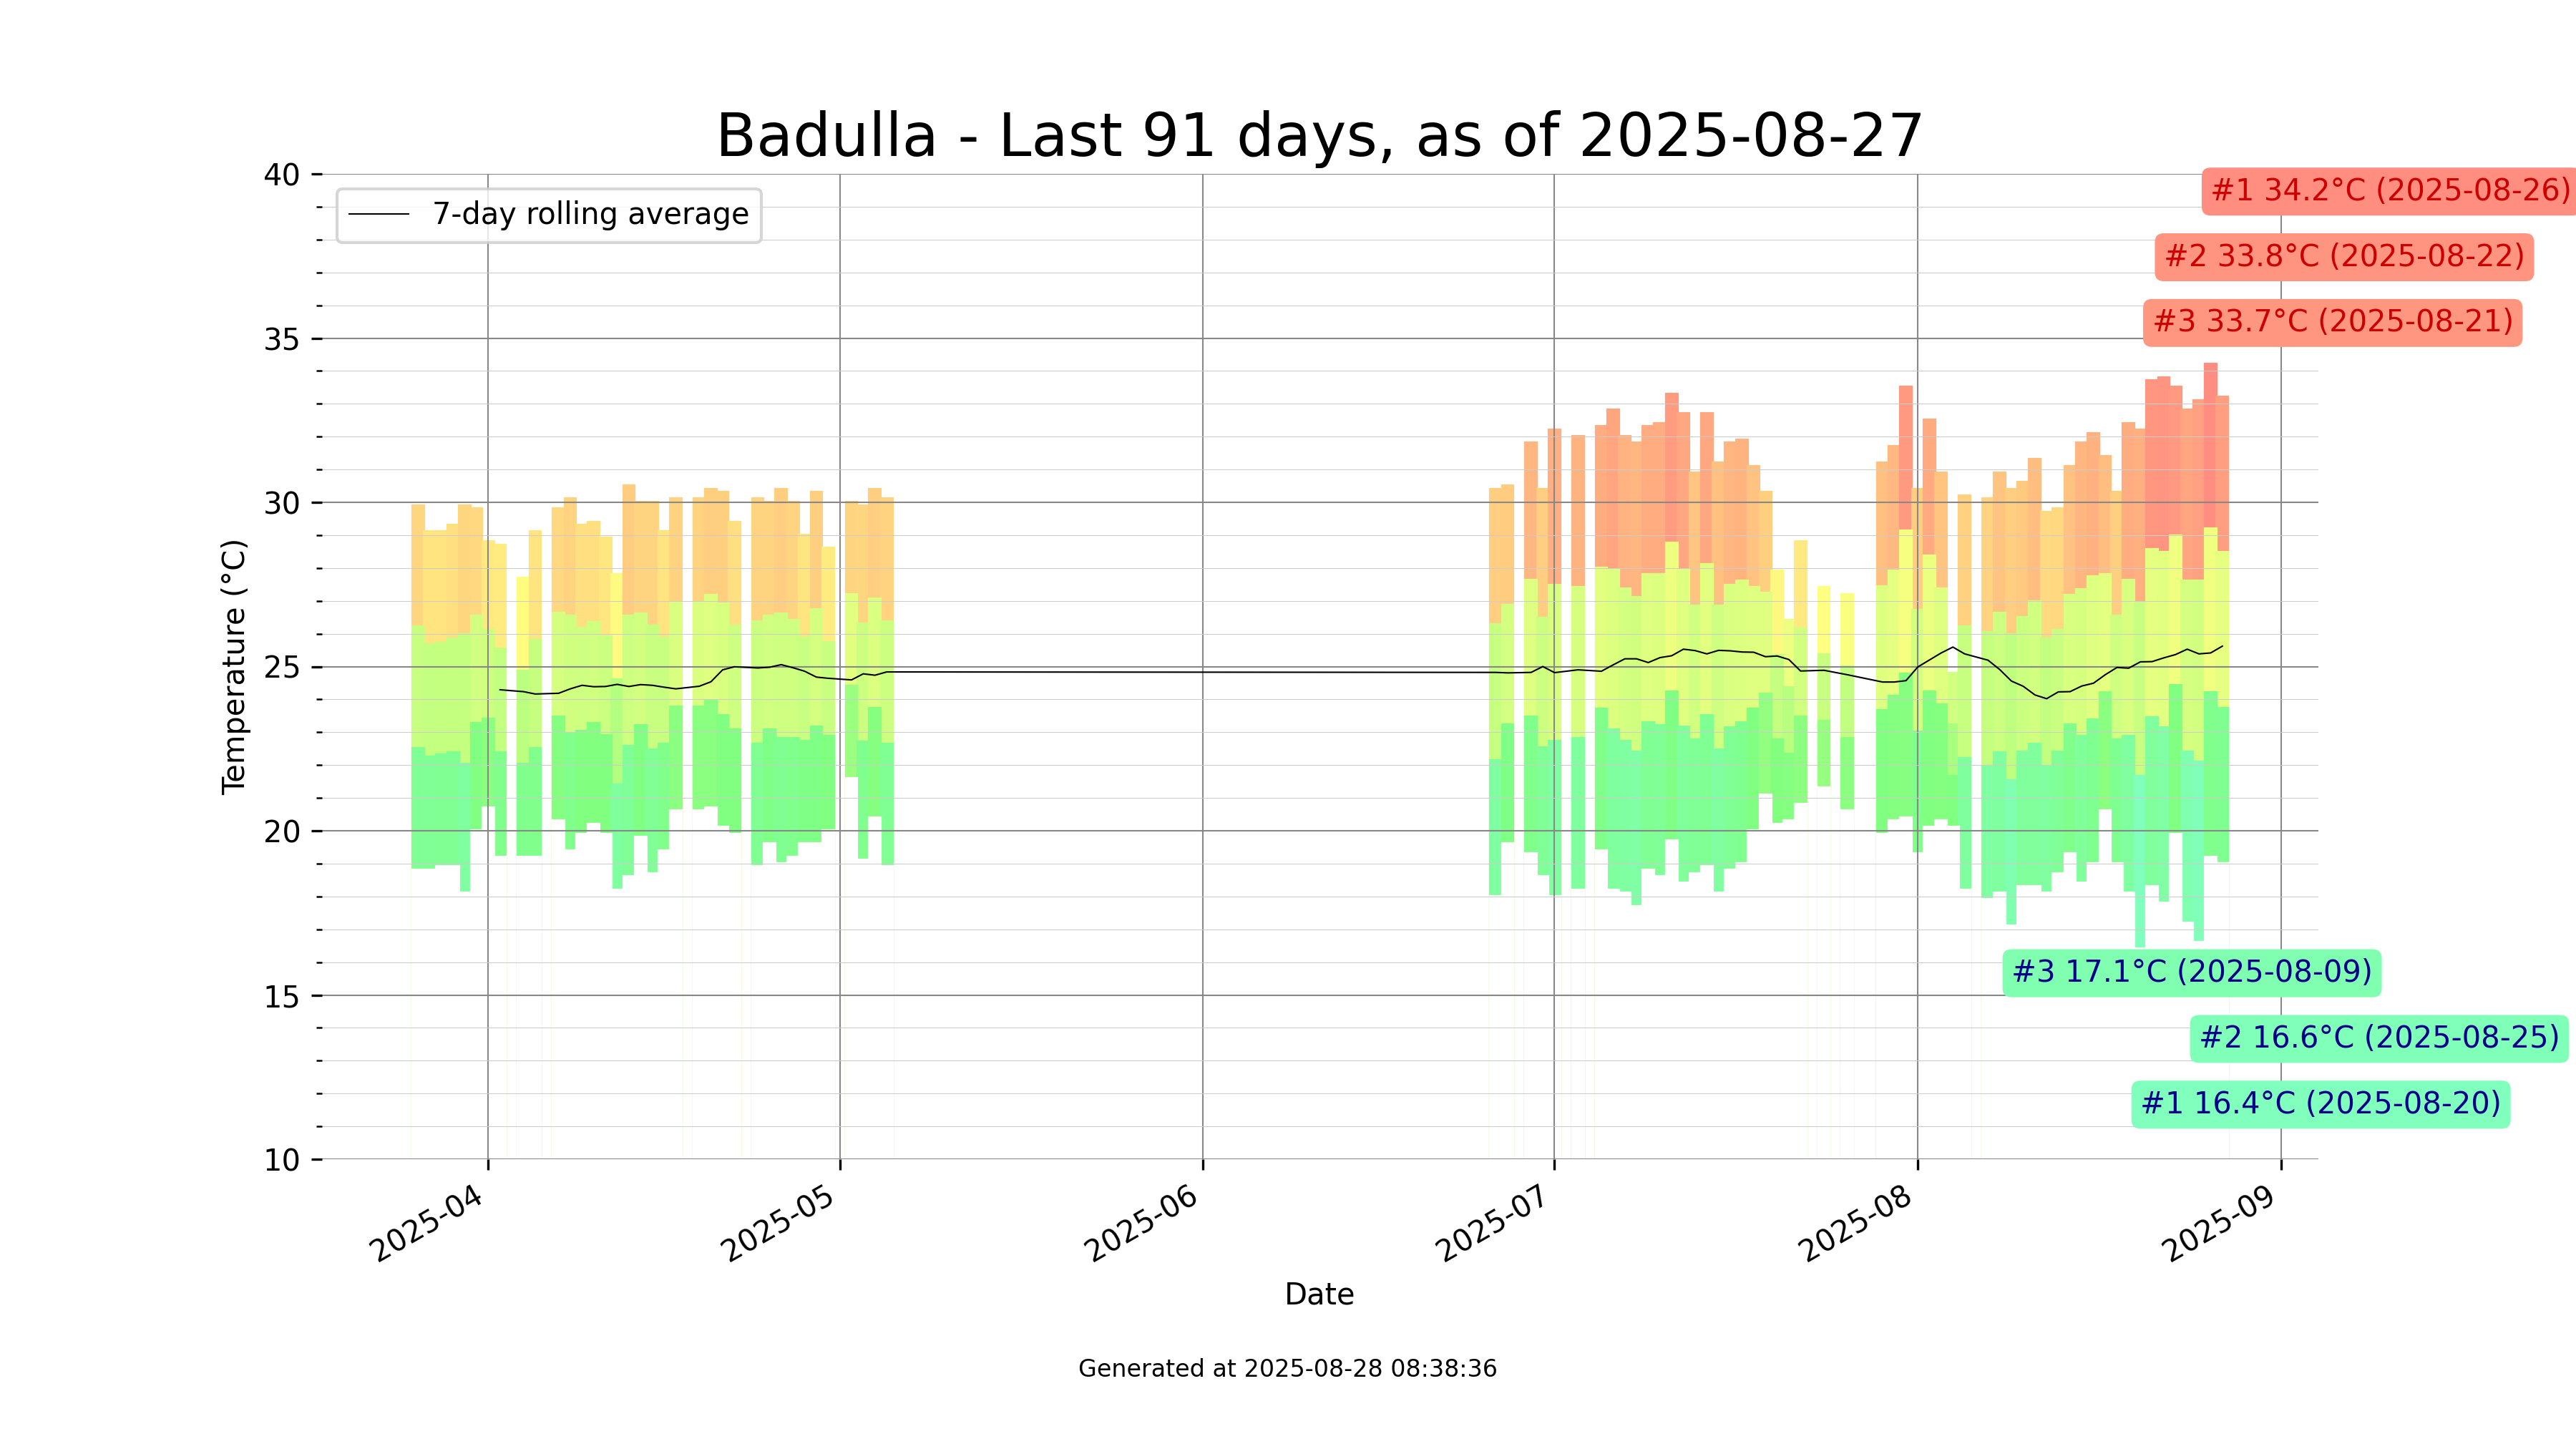 Badulla - Last 91 days, as of 2025-08-27
40
35
30
25
20
15
10
Temperature (°C)
7-day rolling average
#1 34.2°C (2025-08-26)
#2 33.8°C (2025-08-22)
#3 33.7°C (2025-08-21)
#3 17.1°C (2025-08-09)
#2 16.6°C (2025-08-25)
#1 16.4°C (2025-08-20)
2025-04
2025-05
2025-06
2025-07
2025-08
2025-09
Date
Generated at 2025-08-28 08:38:36